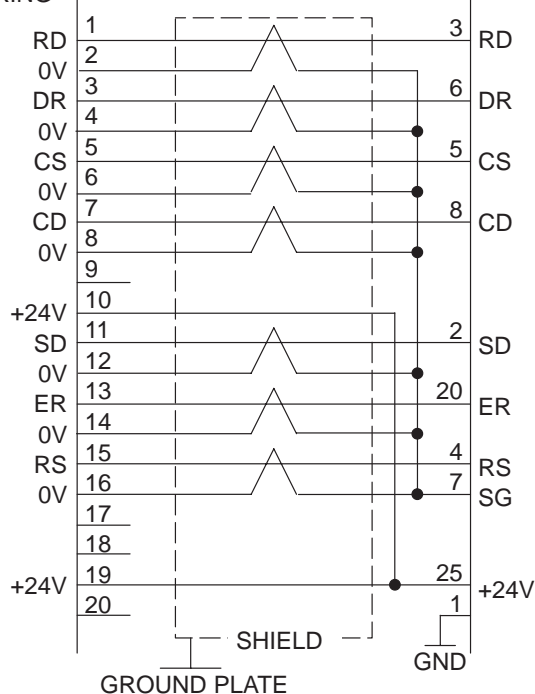 RD 1 3 RD
0V 2
DR 3 6 DR
0V 4
CS 5 5 CS
0V 6
CD 7 8 CD
0V 8
9
+24V 10
SD 11 2 SD
0V 12
ER 13 20 ER
0V 14
RS 15 4 RS
0V 16 7 SG
17
18
+24V 19 25 +24V
20 1
SHIELD
GND
GROUND PLATE